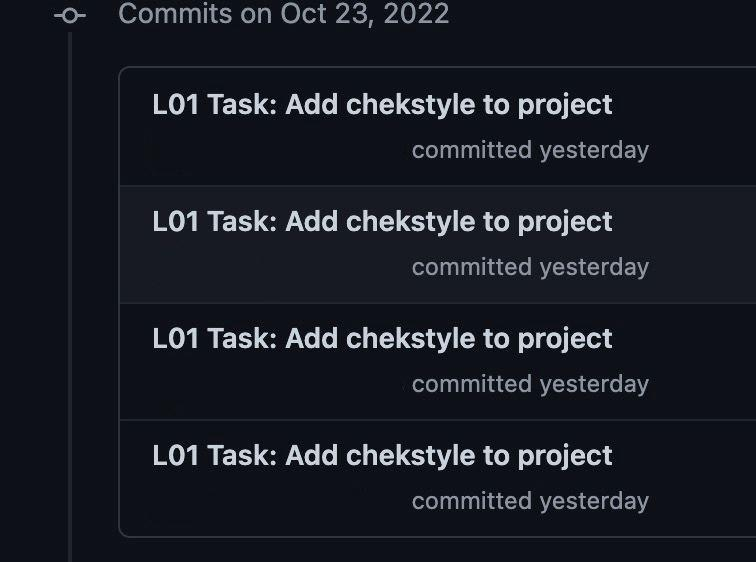 Commits on Oct 23, 2022
L01 Task: Add chekstyle to project
committed yesterday
L01 Task: Add chekstyle to project
committed yesterday
L01 Task: Add chekstyle to project
committed yesterday
L01 Task: Add chekstyle to project
committed yesterday